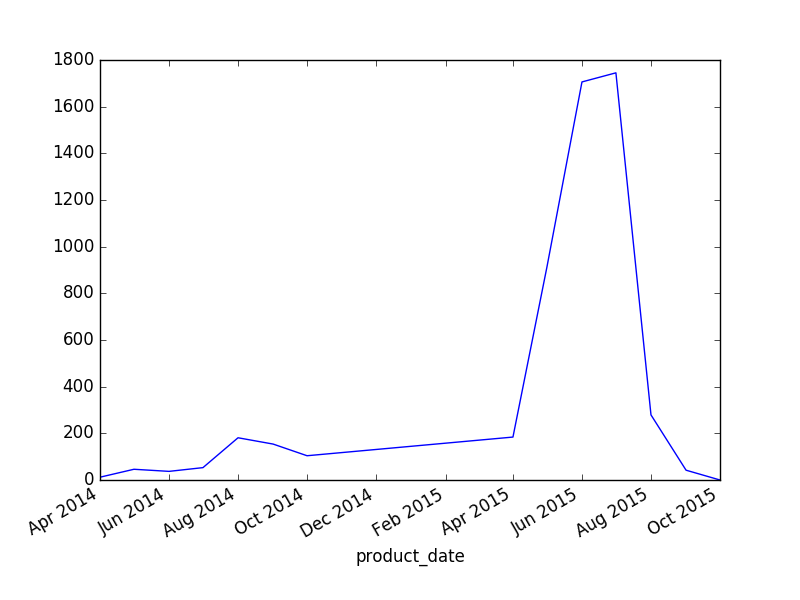 1800
1600
1400
1200
1000
800
600
400
200
0
Apr 2014
Jun 2014
Aug 2014
Oct 2014
Dec 2014
Feb 2015
Apr 2015
Jun 2015
Aug 2015
Oct 2015
product_date